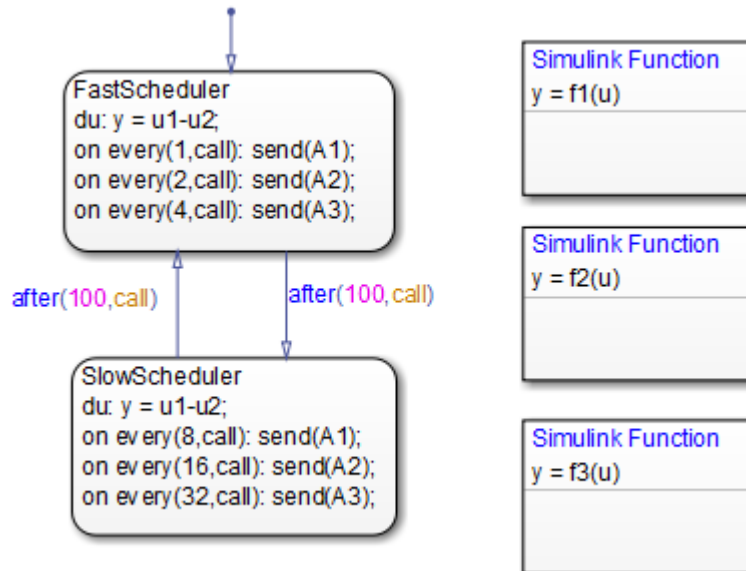 FastScheduler
du: y = u1-u2;
on every(1,call): send(A1);
on every(2,call): send(A2);
on every(4,call): send(A3);
after(100,call)
after(100,call)
SlowScheduler
du: y = u1-u2;
on every(8,call): send(A1);
on every(16,call): send(A2);
on every(32,call): send(A3);
Simulink Function
y = f1(u)
Simulink Function
y = f2(u)
Simulink Function
y = f3(u)